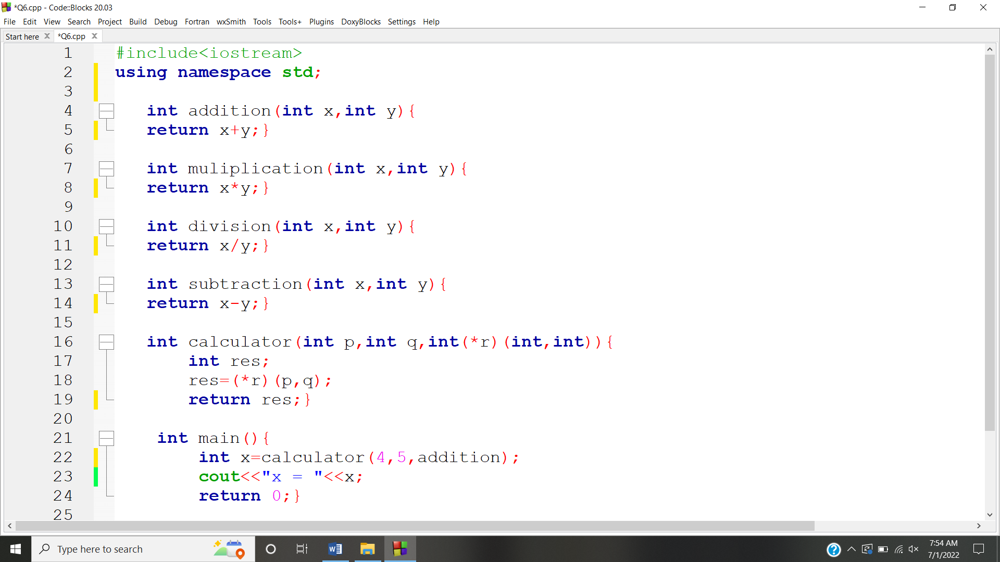 *Q6.cpp - Code::Blocks 20.03
File Edit View Search Project Build Debug Fortran wxSmith Tools Tools+ Plugins DoxyBlocks Settings Help
Start here X *Q6.cpp X
1 #include<iostream>
2 using namespace std;
3
4 int addition(int x,int y){
5 return x+y;}
6
7 int muliplication(int x,int y){
8 return x*y;}
9
10 int division(int x,int y){
11 return x/y;}
12
13 int subtraction(int x,int y){
14 return x-y;}
15
16 int calculator(int p,int q,int(*r)(int,int)){
17 int res;
18 res=(*r)(p,q);
19 return res;}
20
21 int main(){
22 int x=calculator(4,5,addition);
23 cout<<"x = "<<x;
24 return 0;}
25
Type here to search
7:54 AM
7/1/2022